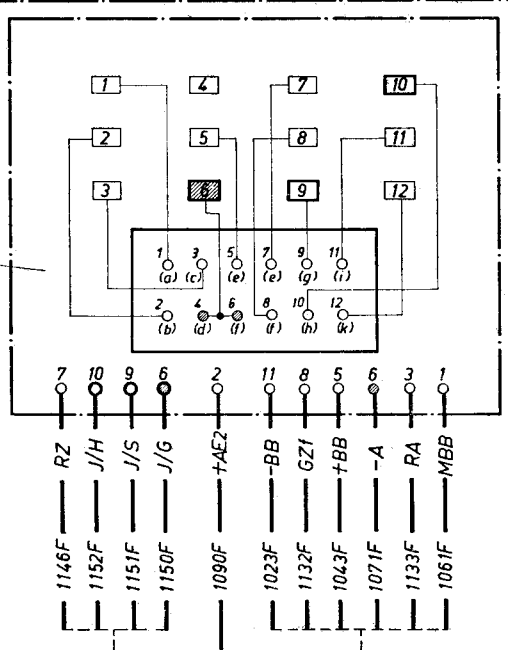 1 4 7 10
2 5 8 11
3 6 9 12
1 3 5 7 9 11
(a) (c) (e) (e) (g) (i)
2 4 6 8 10 12
(b) (d) (f) (f) (h) (k)
7 10 9 6 2 11 8 5 6 3 1
RZ J/H J/S J/G +AE2 -BB GZ1 +BB -A RA MBB
1146F 1152F 1151F 1150F 1090F 1023F 1132F 1043F 1071F 1133F 1061F